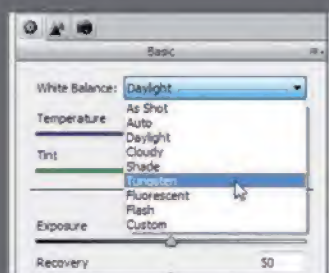 Basic
White Balance: Daylight
As Shot
Auto
Temperature
Daylight
Cloudy
Tint
Shade
Tungsten
Fluorescent
Flash
Exposure
Custom
Recovery 50